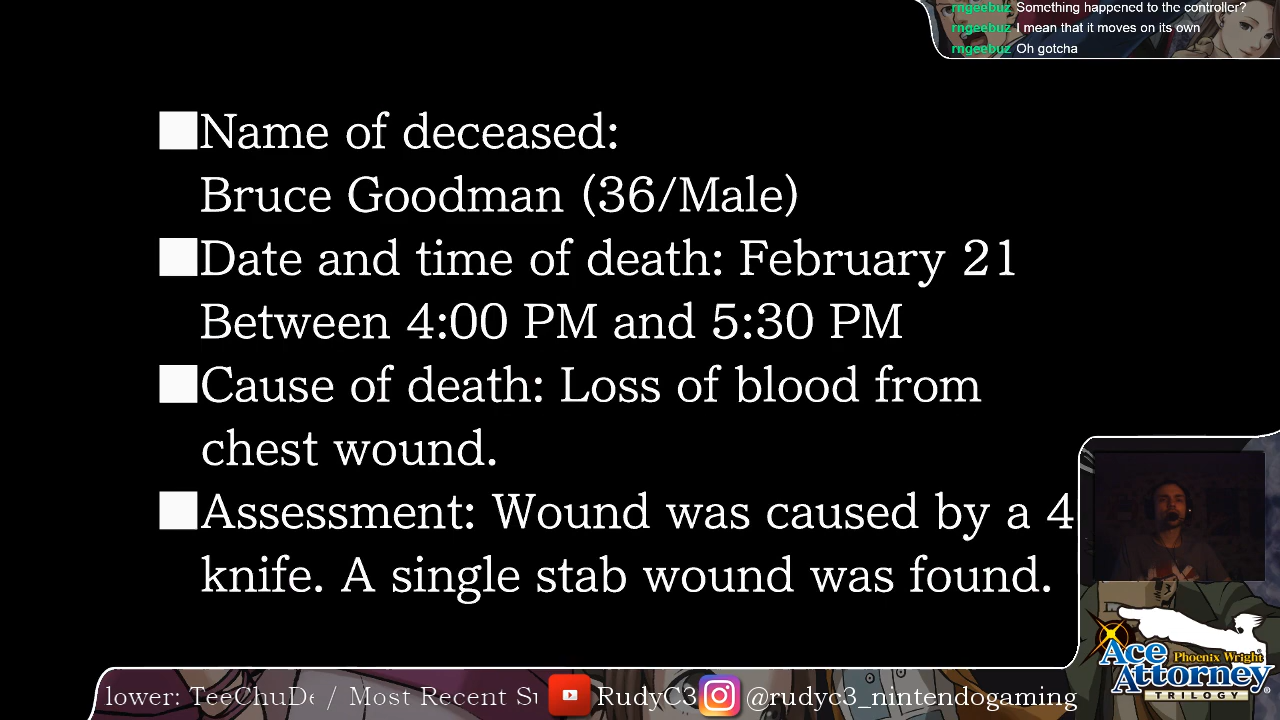 rngeebuz Something happened to the controller?
rngeebuz I mean that it moves on its own
rngeebuz Oh gotcha
■Name of deceased:
Bruce Goodman (36/Male)
■Date and time of death: February 21
Between 4:00 PM and 5:30 PM
■Cause of death: Loss of blood from
chest wound.
■Assessment: Wound was caused by a 4
knife. A single stab wound was found.
Phoenix Wright
Ace
Attorney
TRILOGY
lower: TeeChuDe / Most Recent Su RudyC3 @rudyc3_nintendogaming